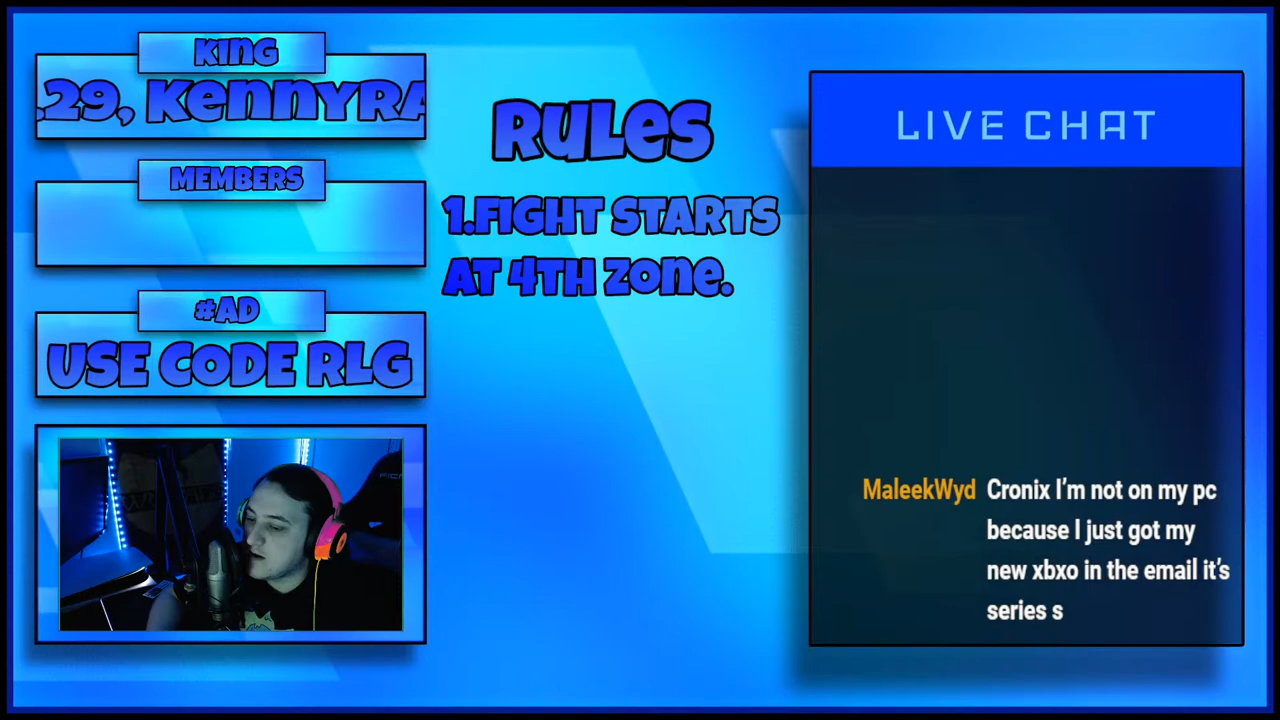 King
.29, KennyRA
MEMBERS
#AD
USE CODE RLG
Rules
1.FIGHT STARTS
AT 4TH ZONE.
LIVE CHAT
MaleekWyd Cronix I'm not on my pc
because I just got my
new xbxo in the email it's
series s